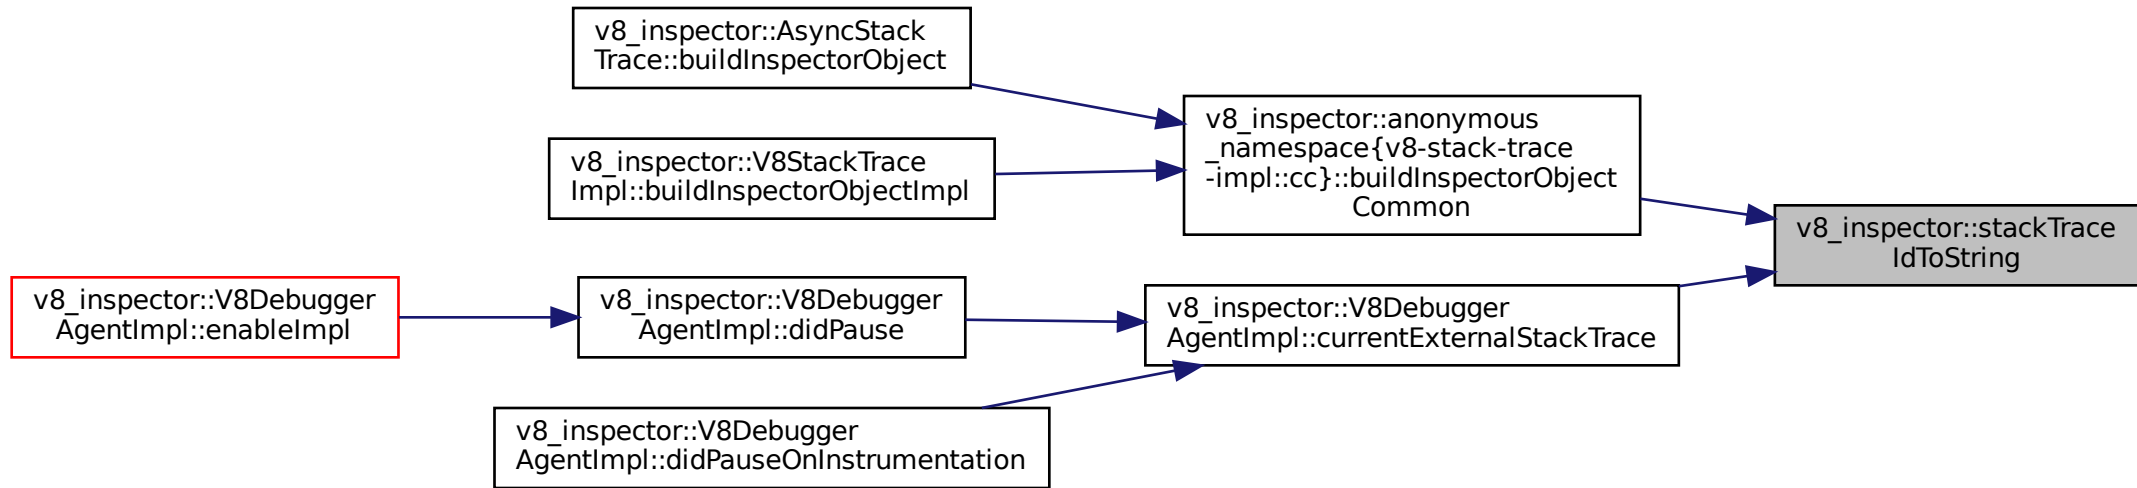 v8_inspector::AsyncStack
Trace::buildInspectorObject
v8_inspector::V8StackTrace
Impl::buildInspectorObjectImpl
v8_inspector::anonymous
_namespace{v8-stack-trace
-impl::cc}::buildInspectorObject
Common
v8_inspector::stackTrace
IdToString
v8_inspector::V8Debugger
AgentImpl::enableImpl
v8_inspector::V8Debugger
AgentImpl::didPause
v8_inspector::V8Debugger
AgentImpl::currentExternalStackTrace
v8_inspector::V8Debugger
AgentImpl::didPauseOnInstrumentation